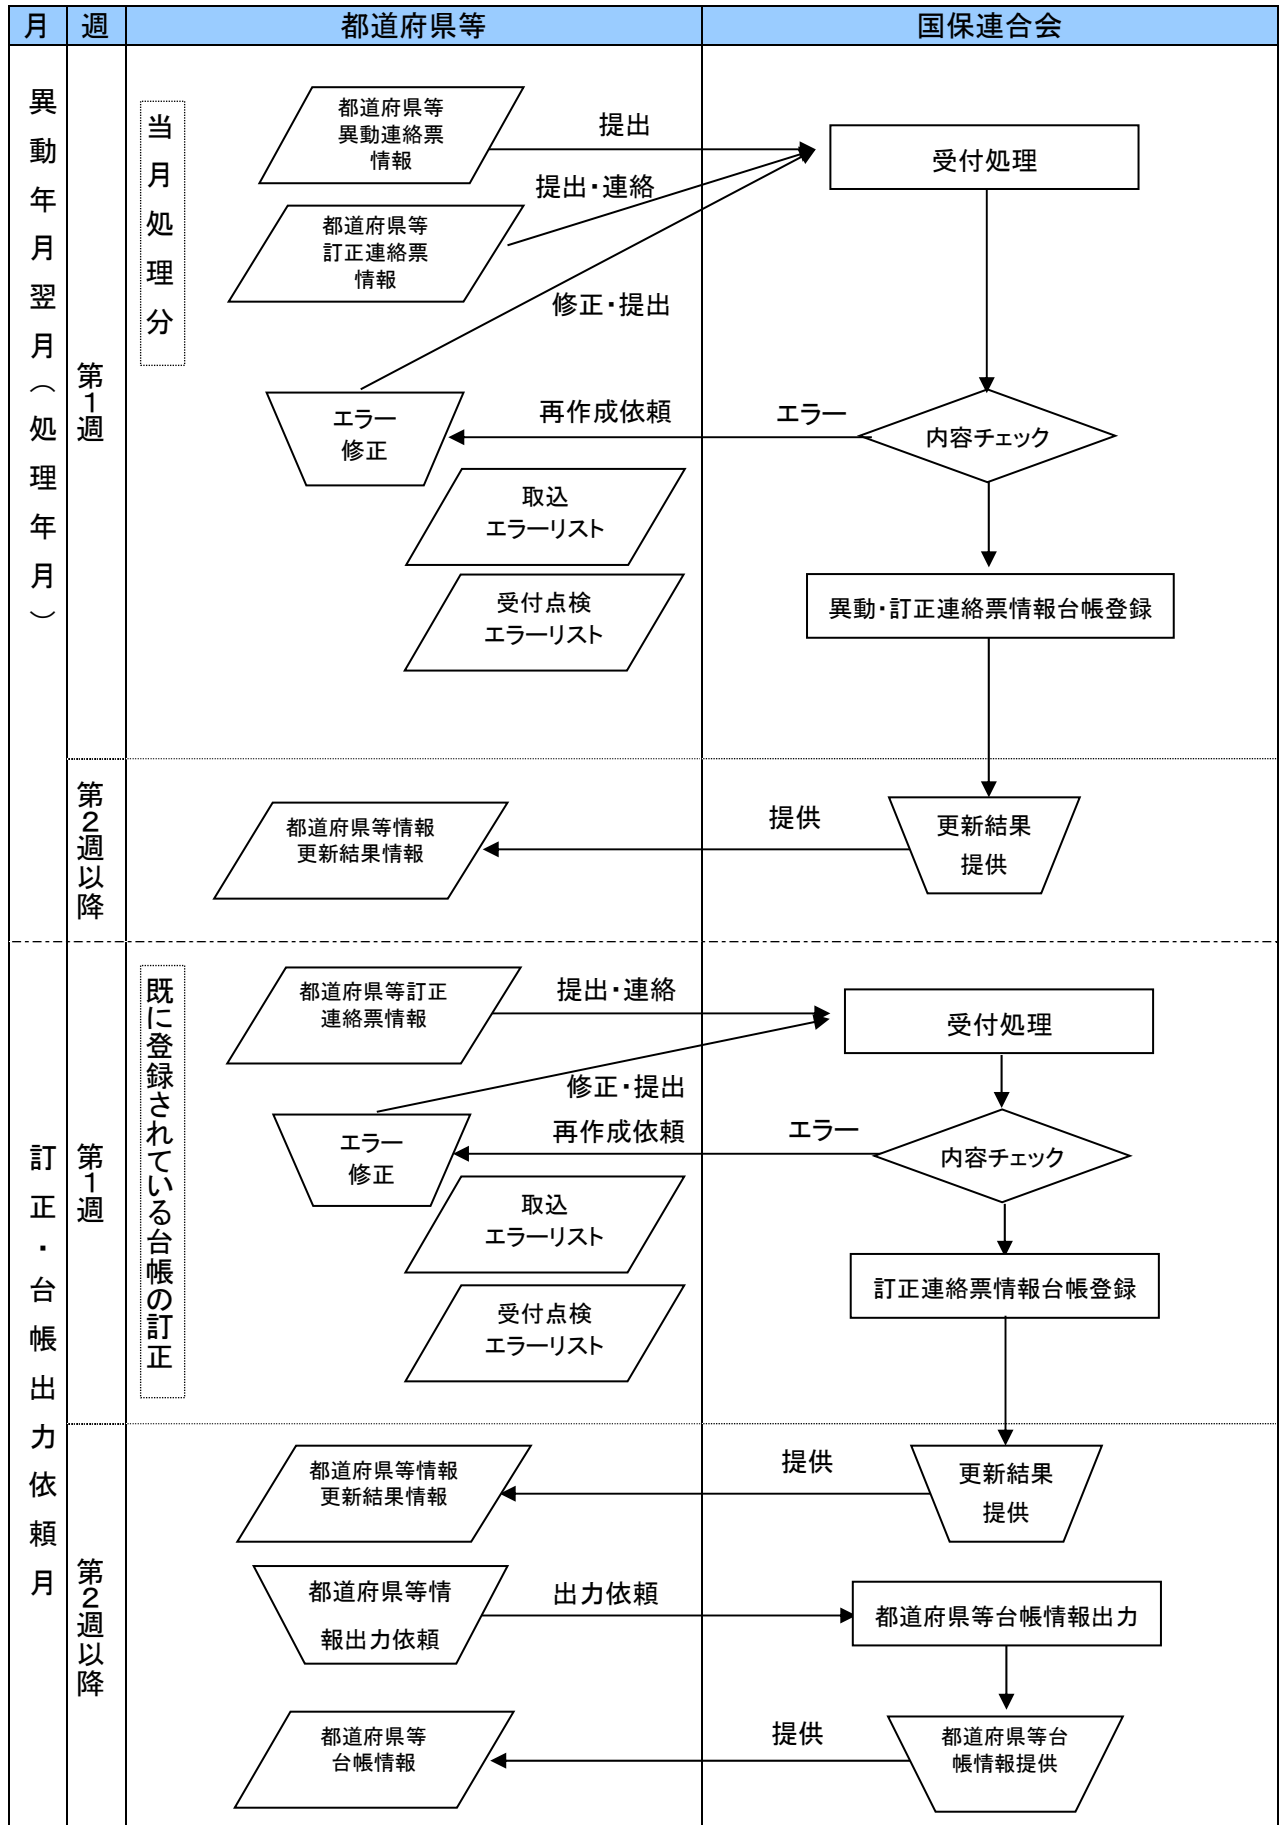 月 週 都道府県等 国保連合会
異動年月翌月（処理年月）
第1週
当月処理分
都道府県等
異動連絡票
情報
提出
受付処理
提出・連絡
都道府県等
訂正連絡票
情報
修正・提出
エラー
修正
再作成依頼
エラー
内容チェック
取込
エラーリスト
受付点検
エラーリスト
異動・訂正連絡票情報台帳登録
第2週以降
都道府県等情報
更新結果情報
提供
更新結果
提供
訂正・台帳出力依頼月
第1週
既に登録されている台帳の訂正
都道府県等訂正
連絡票情報
提出・連絡
受付処理
修正・提出
エラー
修正
再作成依頼
エラー
内容チェック
取込
エラーリスト
受付点検
エラーリスト
訂正連絡票情報台帳登録
第2週以降
都道府県等情報
更新結果情報
提供
更新結果
提供
都道府県等情
報出力依頼
出力依頼
都道府県等台帳情報出力
都道府県等
台帳情報
提供
都道府県等台
帳情報提供